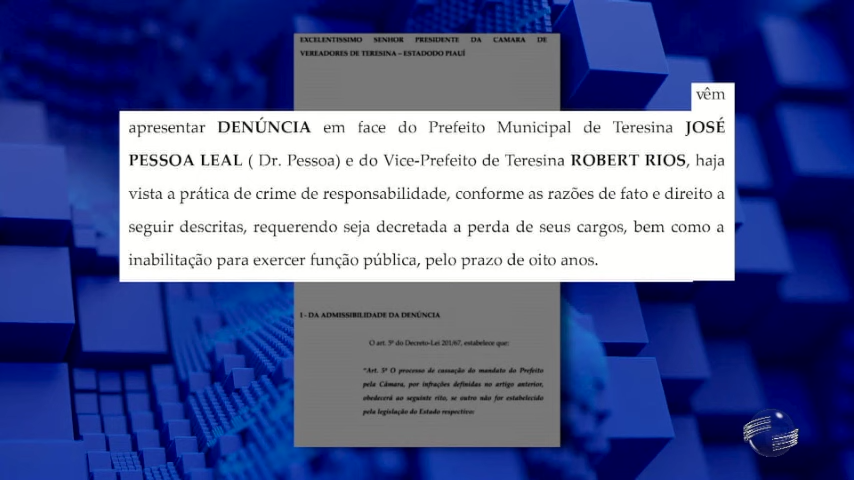 EXCELENTISSIMO SENHOR PRESIDENTE DA CAMARA DE
VEREADORES DE TERESINA – ESTADODO PIAUÍ
vêm
apresentar DENÚNCIA em face do Prefeito Municipal de Teresina JOSÉ
PESSOA LEAL ( Dr. Pessoa) e do Vice-Prefeito de Teresina ROBERT RIOS, haja
vista a prática de crime de responsabilidade, conforme as razões de fato e direito a
seguir descritas, requerendo seja decretada a perda de seus cargos, bem como a
inabilitação para exercer função pública, pelo prazo de oito anos.
I - DA ADMISSIBILIDADE DA DENÚNCIA
O art. 5º do Decreto-Lei 201/67, estabelece que:
"Art. 5º O processo de cassação do mandato do Prefeito
pela Câmara, por infrações definidas no artigo anterior,
obedecerá ao seguinte rito, se outro não for estabelecido
pela legislação do Estado respectivo: